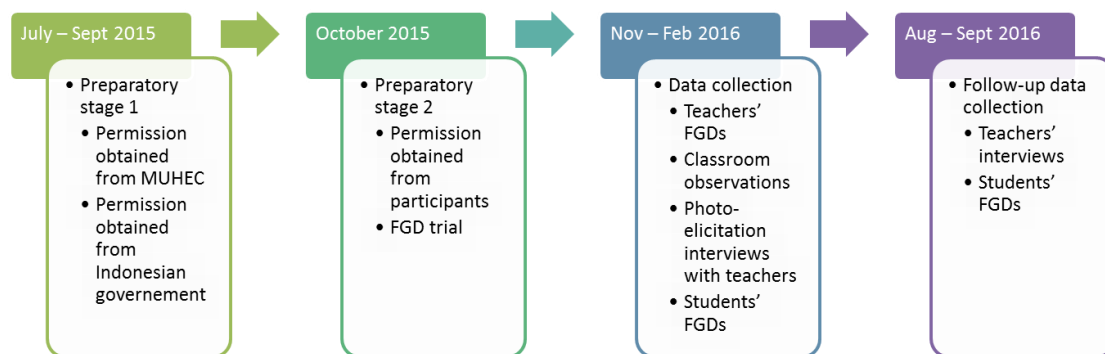 July – Sept 2015
• Preparatory
stage 1
• Permission
obtained
from MUHEC
• Permission
obtained
from
Indonesian
governement
October 2015
• Preparatory
stage 2
• Permission
obtained
from
participants
• FGD trial
Nov – Feb 2016
• Data collection
• Teachers’
FGDs
• Classroom
observations
• Photo-
elicitation
interviews
with teachers
• Students’
FGDs
Aug – Sept 2016
• Follow-up data
collection
• Teachers’
interviews
• Students’
FGDs